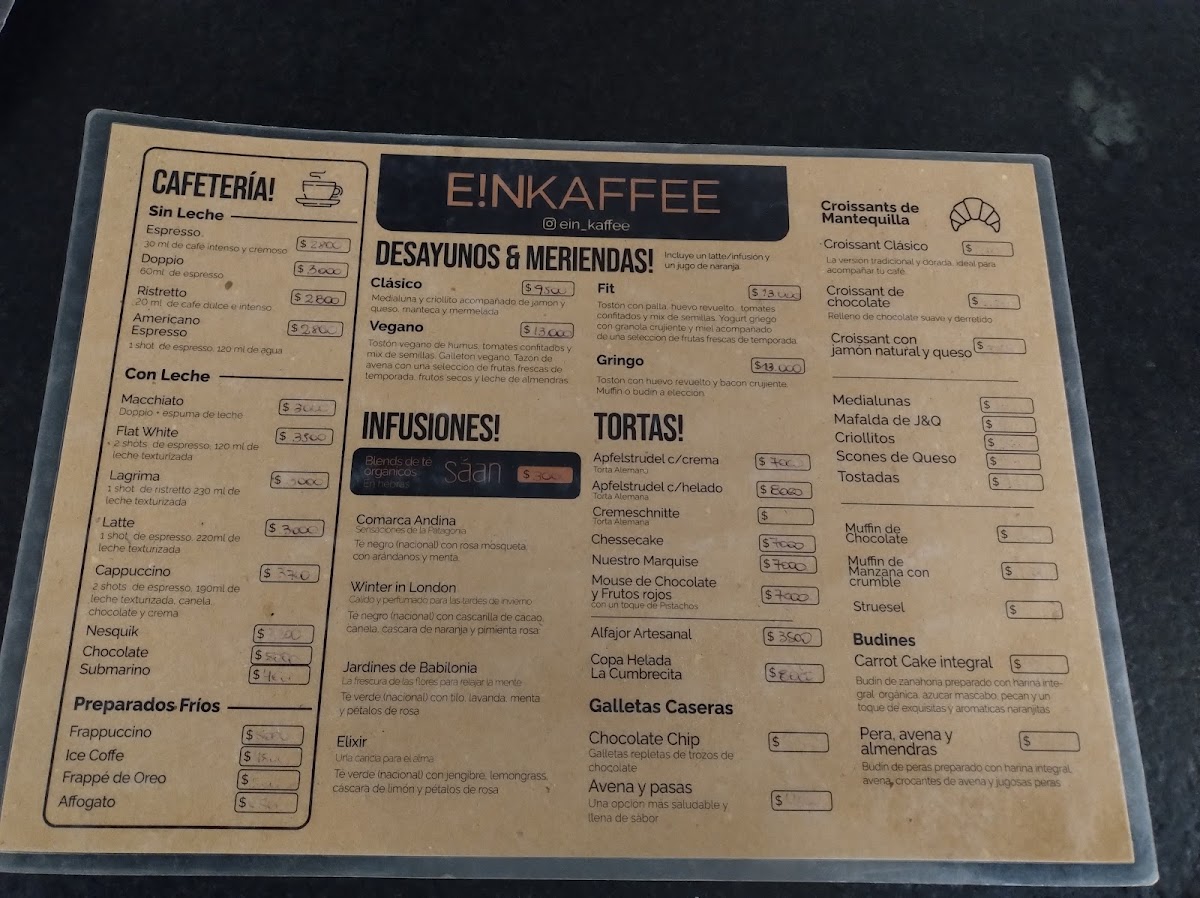 CAFETERÍA!
Sin Leche
Espresso
$ 2800
30 ml de café intenso y cremoso
Doppio
$ 3000
60ml. de espresso
Ristretto
$ 2800
20 ml. de café dulce e intenso
Americano
Espresso
$ 2800
1 shot de espresso, 120 ml de agua
Con Leche
Macchiato
$ 3000
Doppio + espuma de leche
Flat White
$ 3500
2 shots de espresso, 120 ml de
leche texturizada
Lagrima
$ 3000
1 shot de ristretto 230 ml de
leche texturizada
Latte
$ 3000
1 shot de espresso, 220ml de
leche texturizada
Cappuccino
$
2 shots de espresso, 190ml de
leche texturizada, canela,
chocolate y crema
Nesquik
$
Chocolate
$
Submarino
$
Preparados Fríos
Frappuccino
$
Ice Coffe
$
Frappé de Oreo
$
Affogato
$
E!NKAFFEE
ein_kaffee
DESAYUNOS & MERIENDAS!
Incluye un latte/infusión y
un jugo de naranja
Clásico
$ 9500
Medialuna y criollito acompañado de jamón y
queso, manteca y mermelada
Vegano
$ 13000
Tostón vegano de humus, tomates confitados y
mix de semillas. Galletón vegano. Tazón de
avena con una selección de frutas frescas de
temporada, frutos secos y leche de almendras.
Fit
$ 13.000
Tostón con palta, huevo revuelto, tomates
confitados y mix de semillas. Yogurt griego
con granola crujiente y miel acompañado
de una selección de frutas frescas de temporada.
Gringo
$ 13.000
Tostón con huevo revuelto y bacon crujiente.
Muffin o budín a elección
INFUSIONES!
Blends de té
orgánicos
En hebras
sáan
$
Comarca Andina
Sensaciones de la Patagonia
Té negro (nacional) con rosa mosqueta,
con arándanos y menta.
Winter in London
Cálido y perfumado para las tardes de invierno
Té negro (nacional) con cascarilla de cacao,
canela, cáscara de naranja y pimienta rosa
Jardines de Babilonia
La frescura de las flores para relajar la mente
Té verde (nacional) con tilo, lavanda, menta
y pétalos de rosa
Elixir
Una caricia para el alma
Té verde (nacional) con jengibre, lemongrass,
cáscara de limón y pétalos de rosa
TORTAS!
Apfelstrudel c/crema
$ 7000
Torta Alemana
Apfelstrudel c/helado
$ 8000
Torta Alemana
Cremeschnitte
$
Torta Alemana
Chessecake
$ 7000
Nuestro Marquise
$ 7000
Mouse de Chocolate
y Frutos rojos
$ 7000
con un toque de Pistachos
Alfajor Artesanal
$ 3500
Copa Helada
La Cumbrecita
$
Galletas Caseras
Chocolate Chip
$
Galletas repletas de trozos de
chocolate
Avena y pasas
$
Una opción más saludable y
llena de sabor
Croissants de
Mantequilla
Croissant Clásico
$
La versión tradicional y dorada, ideal para
acompañar tu café.
Croissant de
chocolate
$
Relleno de chocolate suave y derretido
Croissant con
jamón natural y queso
$
Medialunas
$
Mafalda de J&Q
$
Criollitos
$
Scones de Queso
$
Tostadas
$
Muffin de
Chocolate
$
Muffin de
Manzana con
crumble
$
Struesel
$
Budines
Carrot Cake integral
$
Budín de zanahoria preparado con harina inte-
gral, orgánica, azúcar mascabo, pecan y un
toque de exquisitas y aromáticas naranjitas
Pera, avena y
almendras
$
Budín de peras preparado con harina integral,
avena, crocantes de avena y jugosas peras